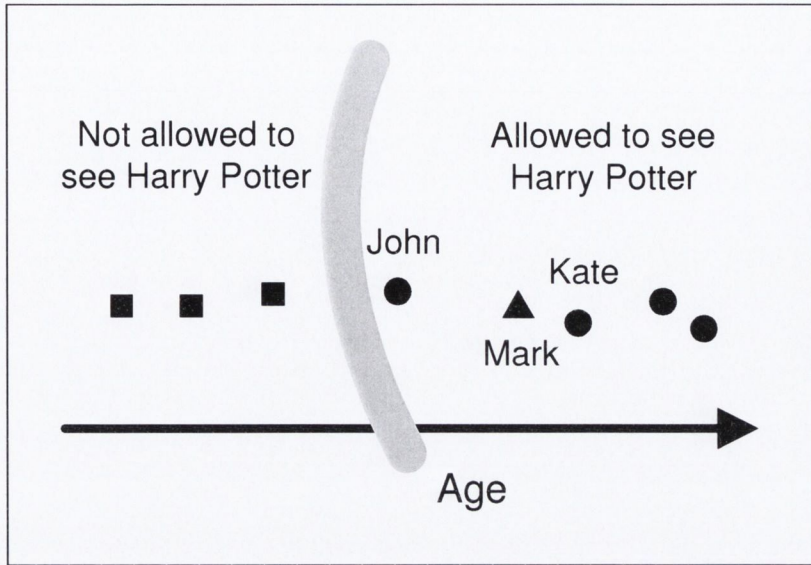 Not allowed to
see Harry Potter
Allowed to see
Harry Potter
John
Kate
Mark
Age